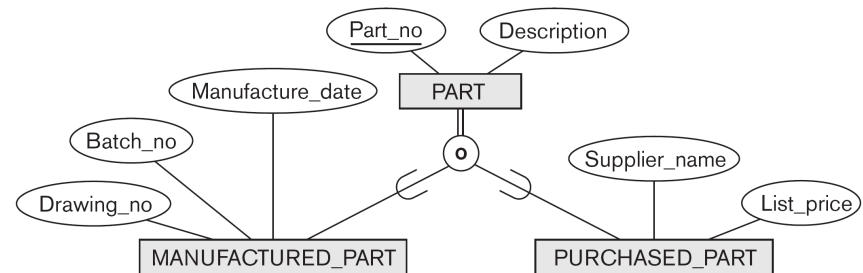 Part_no
Description
Manufacture_date
PART
Batch_no
o
Supplier_name
Drawing_no
List_price
MANUFACTURED_PART
PURCHASED_PART